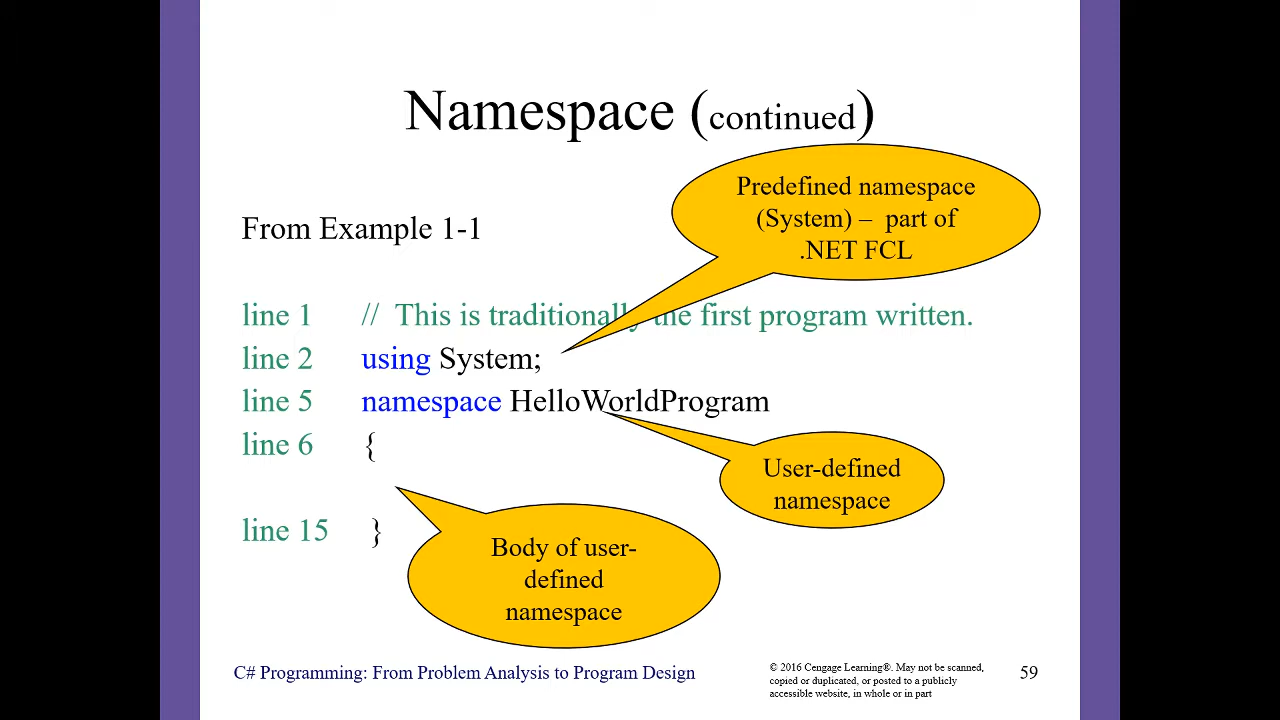 Namespace (continued)
Predefined namespace
(System) – part of
.NET FCL
From Example 1-1
line 1 // This is traditionally the first program written.
line 2 using System;
line 5 namespace HelloWorldProgram
line 6 {
User-defined
namespace
line 15 }
Body of user-
defined
namespace
C# Programming: From Problem Analysis to Program Design
© 2016 Cengage Learning®. May not be scanned,
copied or duplicated, or posted to a publicly
accessible website, in whole or in part
59